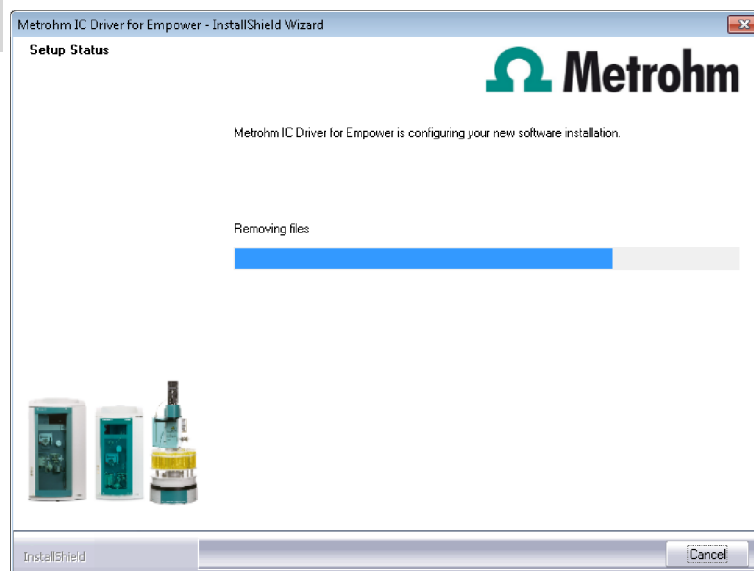 Metrohm IC Driver for Empower - InstallShield Wizard
Setup Status
Metrohm
Metrohm IC Driver for Empower is configuring your new software installation.
Removing files
InstallShield
Cancel